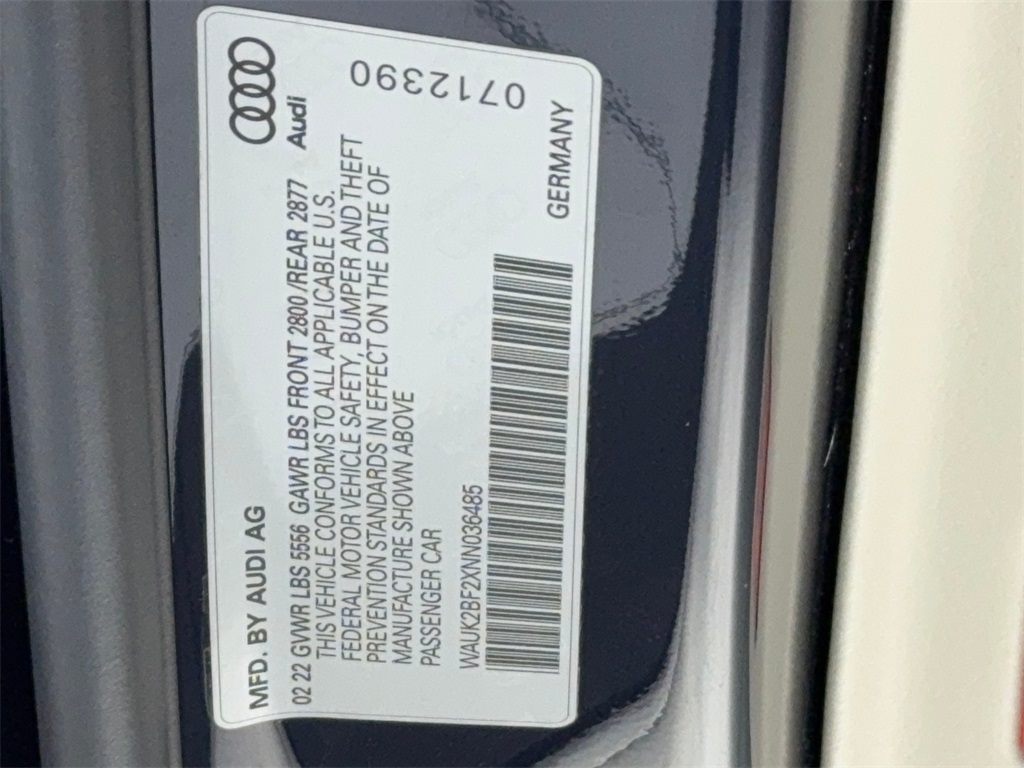 MFD. BY AUDI AG
Audi
02 22 GVWR LBS 5556 GAWR LBS FRONT 2800 /REAR 2877
THIS VEHICLE CONFORMS TO ALL APPLICABLE U.S.
FEDERAL MOTOR VEHICLE SAFETY, BUMPER AND THEFT
PREVENTION STANDARDS IN EFFECT ON THE DATE OF
MANUFACTURE SHOWN ABOVE
PASSENGER CAR
WAUK2BF2XNN036485
GERMANY
0712390